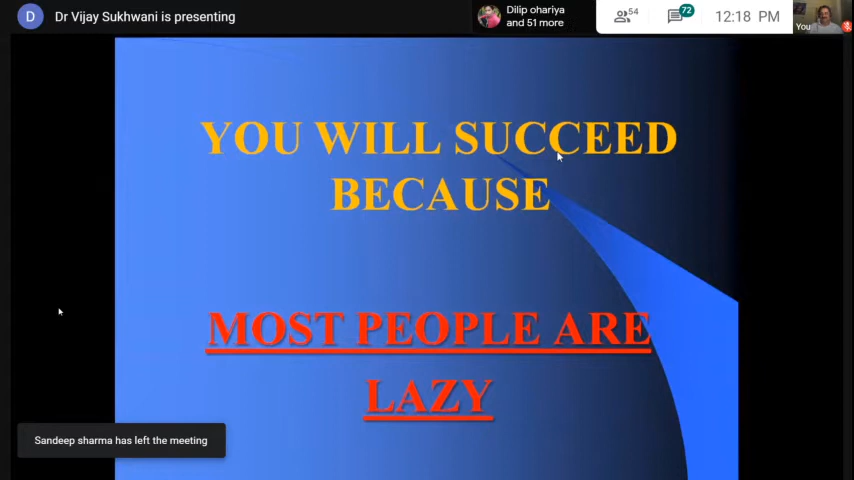 D Dr Vijay Sukhwani is presenting
Dilip ohariya
and 51 more
54
72
12:18 PM
You
YOU WILL SUCCEED
BECAUSE
MOST PEOPLE ARE
LAZY
Sandeep sharma has left the meeting